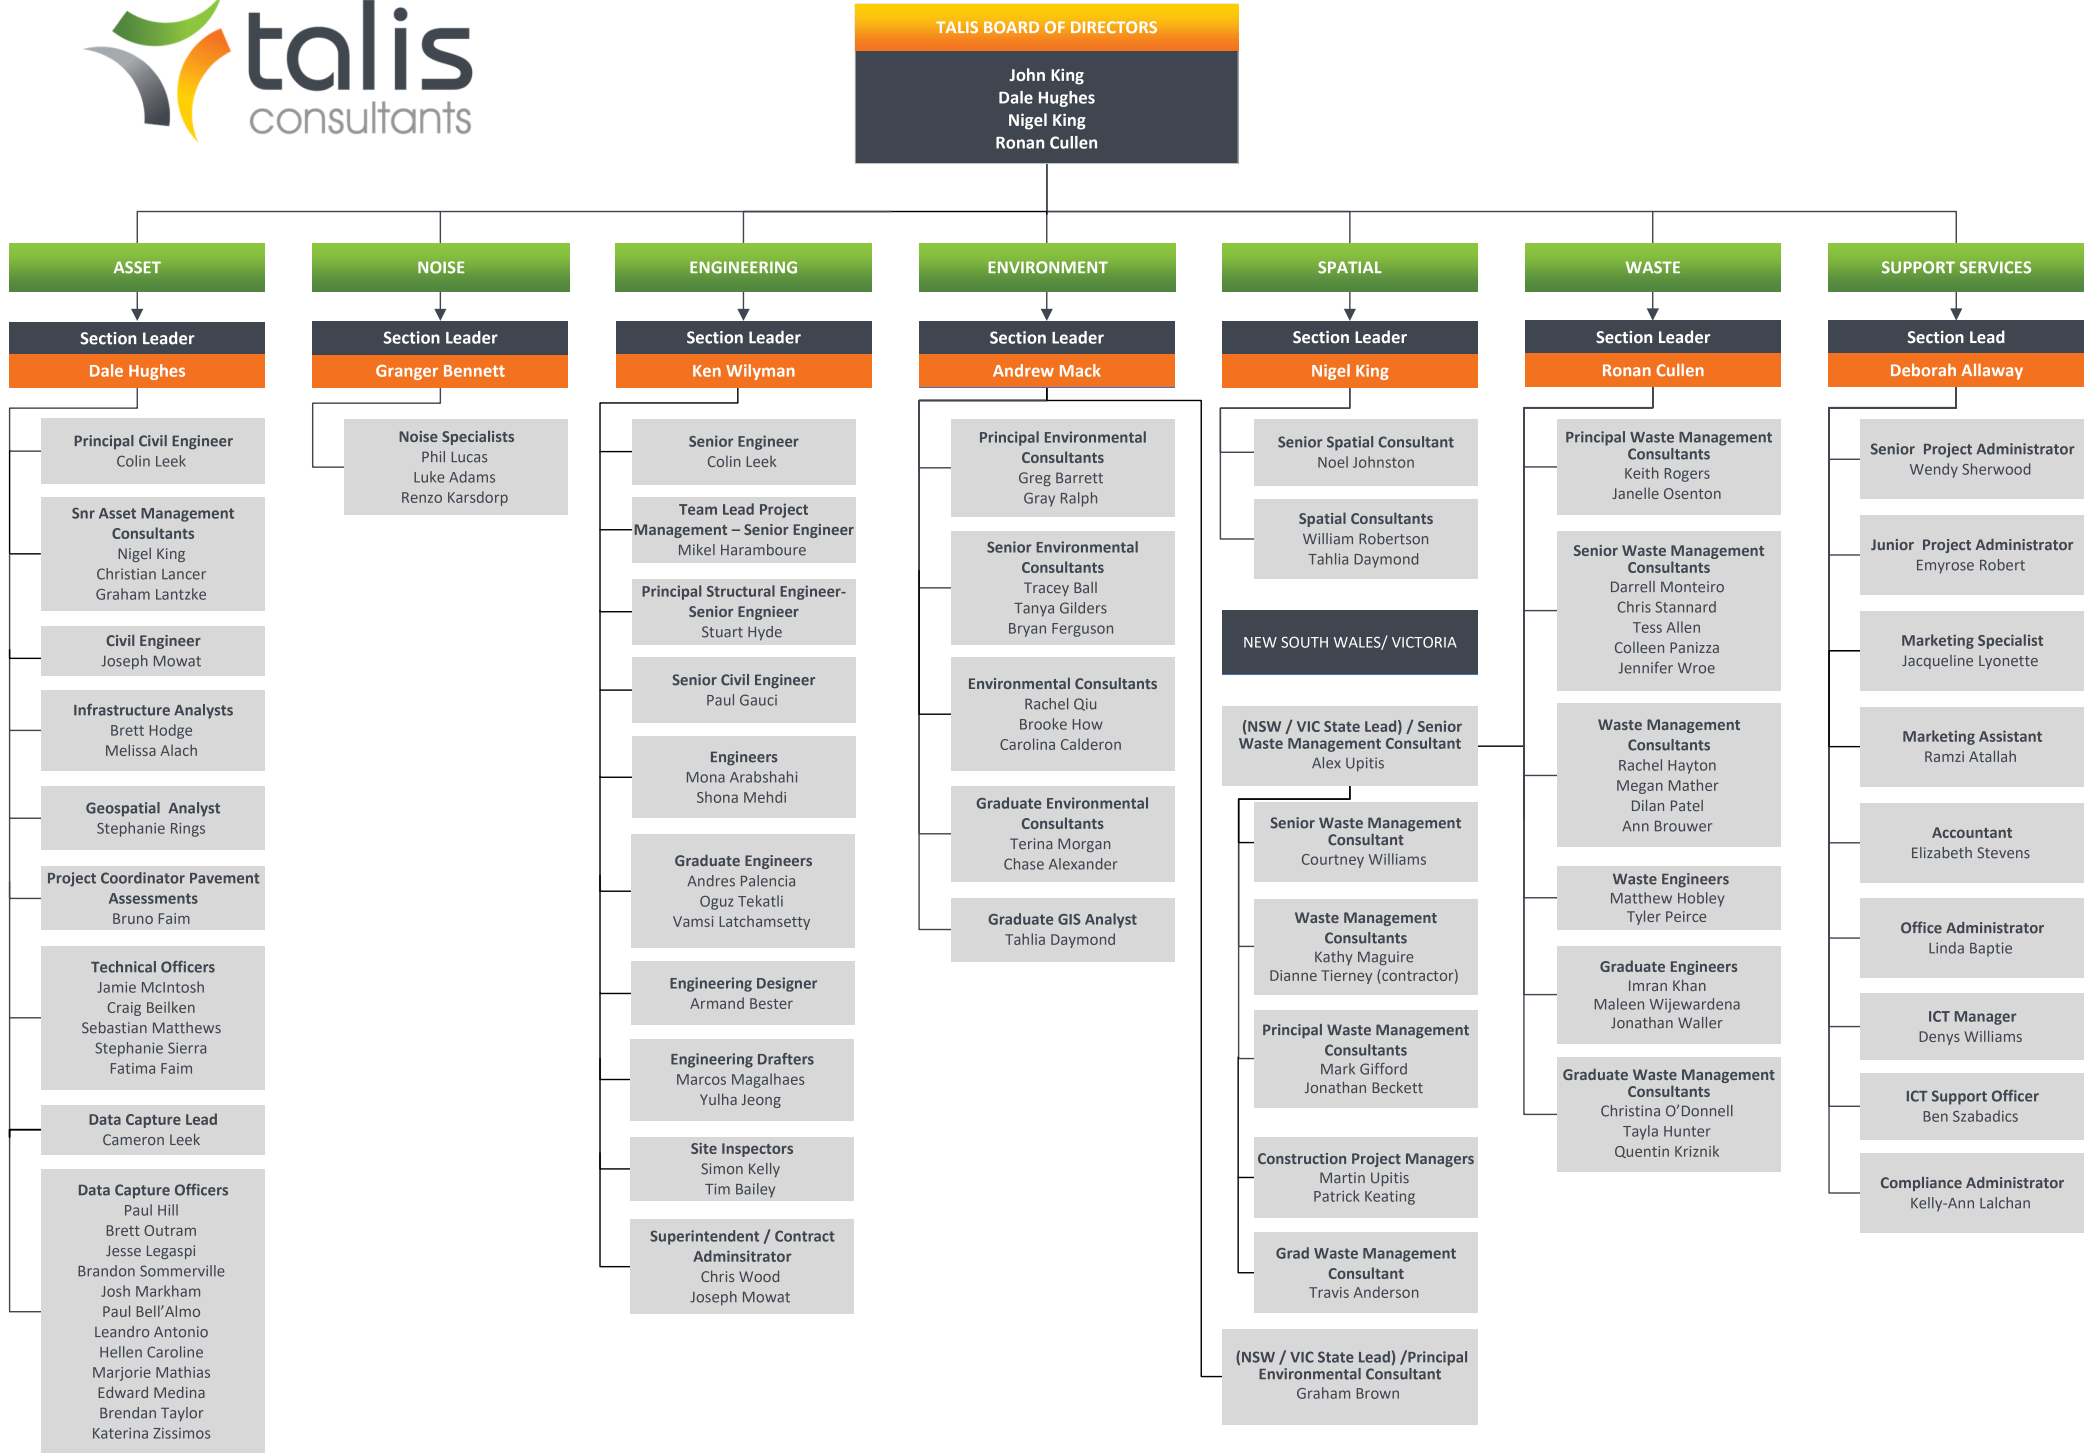 talis
consultants
TALIS BOARD OF DIRECTORS
John King
Dale Hughes
Nigel King
Ronan Cullen
ASSET
Section Leader
Dale Hughes
Principal Civil Engineer
Colin Leek
Snr Asset Management
Consultants
Nigel King
Christian Lancer
Graham Lantzke
Civil Engineer
Joseph Mowat
Infrastructure Analysts
Brett Hodge
Melissa Alach
Geospatial  Analyst
Stephanie Rings
Project Coordinator Pavement
Assessments
Bruno Faim
Technical Officers
Jamie McIntosh
Craig Beilken
Sebastian Matthews
Stephanie Sierra
Fatima Faim
Data Capture Lead
Cameron Leek
Data Capture Officers
Paul Hill
Brett Outram
Jesse Legaspi
Brandon Sommerville
Josh Markham
Paul Bell’Almo
Leandro Antonio
Hellen Caroline
Marjorie Mathias
Edward Medina
Brendan Taylor
Katerina Zissimos
NOISE
Section Leader
Granger Bennett
Noise Specialists
Phil Lucas
Luke Adams
Renzo Karsdorp
ENGINEERING
Section Leader
Ken Wilyman
Senior Engineer
Colin Leek
Team Lead Project
Management – Senior Engineer
Mikel Haramboure
Principal Structural Engineer-
Senior Engnieer
Stuart Hyde
Senior Civil Engineer
Paul Gauci
Engineers
Mona Arabshahi
Shona Mehdi
Graduate Engineers
Andres Palencia
Oguz Tekatli
Vamsi Latchamsetty
Engineering Designer
Armand Bester
Engineering Drafters
Marcos Magalhaes
Yulha Jeong
Site Inspectors
Simon Kelly
Tim Bailey
Superintendent / Contract
Adminsitrator
Chris Wood
Joseph Mowat
ENVIRONMENT
Section Leader
Andrew Mack
Principal Environmental
Consultants
Greg Barrett
Gray Ralph
Senior Environmental
Consultants
Tracey Ball
Tanya Gilders
Bryan Ferguson
Environmental Consultants
Rachel Qiu
Brooke How
Carolina Calderon
Graduate Environmental
Consultants
Terina Morgan
Chase Alexander
Graduate GIS Analyst
Tahlia Daymond
SPATIAL
Section Leader
Nigel King
Senior Spatial Consultant
Noel Johnston
Spatial Consultants
William Robertson
Tahlia Daymond
NEW SOUTH WALES/ VICTORIA
(NSW / VIC State Lead) / Senior
Waste Management Consultant
Alex Upitis
Senior Waste Management
Consultant
Courtney Williams
Waste Management
Consultants
Kathy Maguire
Dianne Tierney (contractor)
Principal Waste Management
Consultants
Mark Gifford
Jonathan Beckett
Construction Project Managers
Martin Upitis
Patrick Keating
Grad Waste Management
Consultant
Travis Anderson
(NSW / VIC State Lead) /Principal
Environmental Consultant
Graham Brown
WASTE
Section Leader
Ronan Cullen
Principal Waste Management
Consultants
Keith Rogers
Janelle Osenton
Senior Waste Management
Consultants
Darrell Monteiro
Chris Stannard
Tess Allen
Colleen Panizza
Jennifer Wroe
Waste Management
Consultants
Rachel Hayton
Megan Mather
Dilan Patel
Ann Brouwer
Waste Engineers
Matthew Hobley
Tyler Peirce
Graduate Engineers
Imran Khan
Maleen Wijewardena
Jonathan Waller
Graduate Waste Management
Consultants
Christina O’Donnell
Tayla Hunter
Quentin Kriznik
SUPPORT SERVICES
Section Lead
Deborah Allaway
Senior  Project Administrator
Wendy Sherwood
Junior  Project Administrator
Emyrose Robert
Marketing Specialist
Jacqueline Lyonette
Marketing Assistant
Ramzi Atallah
Accountant
Elizabeth Stevens
Office Administrator
Linda Baptie
ICT Manager
Denys Williams
ICT Support Officer
Ben Szabadics
Compliance Administrator
Kelly-Ann Lalchan